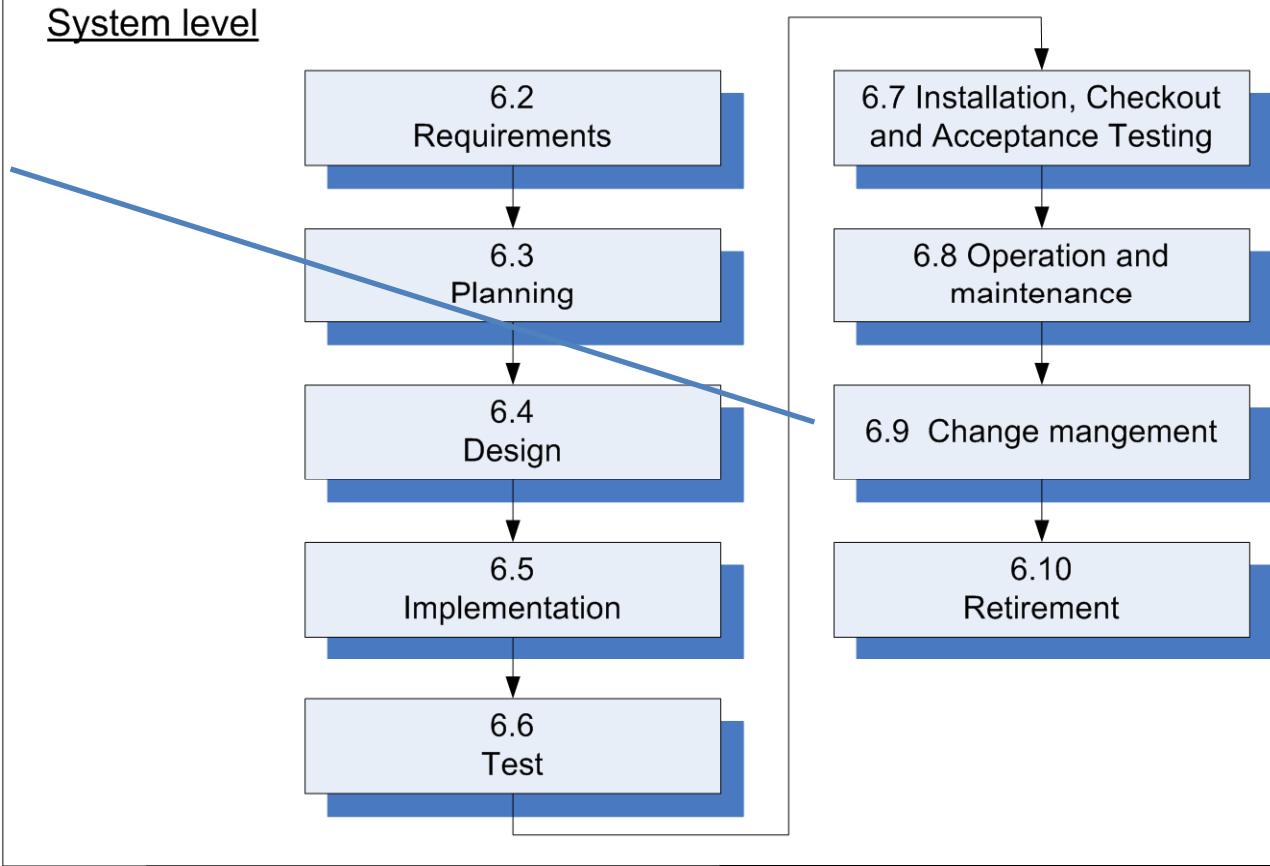 System level
6.2
Requirements
6.3
Planning
6.4
Design
6.5
Implementation
6.6
Test
6.7 Installation, Checkout
and Acceptance Testing
6.8 Operation and
maintenance
6.9  Change mangement
6.10
Retirement